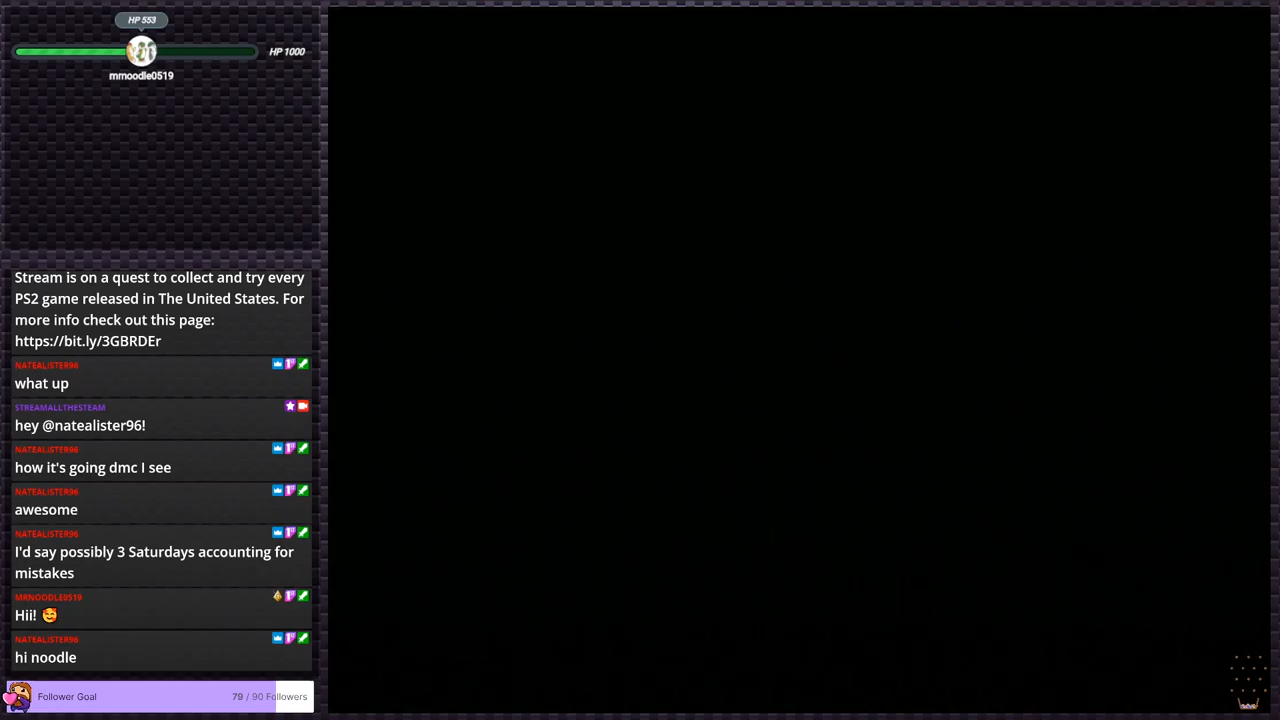 HP 553
HP 1000
mrnoodle0519
Stream is on a quest to collect and try every
PS2 game released in The United States. For
more info check out this page:
https://bit.ly/3GBRDEr
NATEALISTER96
what up
STREAMALLTHESTEAM
hey @natealister96!
NATEALISTER96
how it's going dmc I see
NATEALISTER96
awesome
NATEALISTER96
I'd say possibly 3 Saturdays accounting for
mistakes
MRNOODLE0519
Hii! 🥰
NATEALISTER96
hi noodle
Follower Goal
79 / 90 Followers